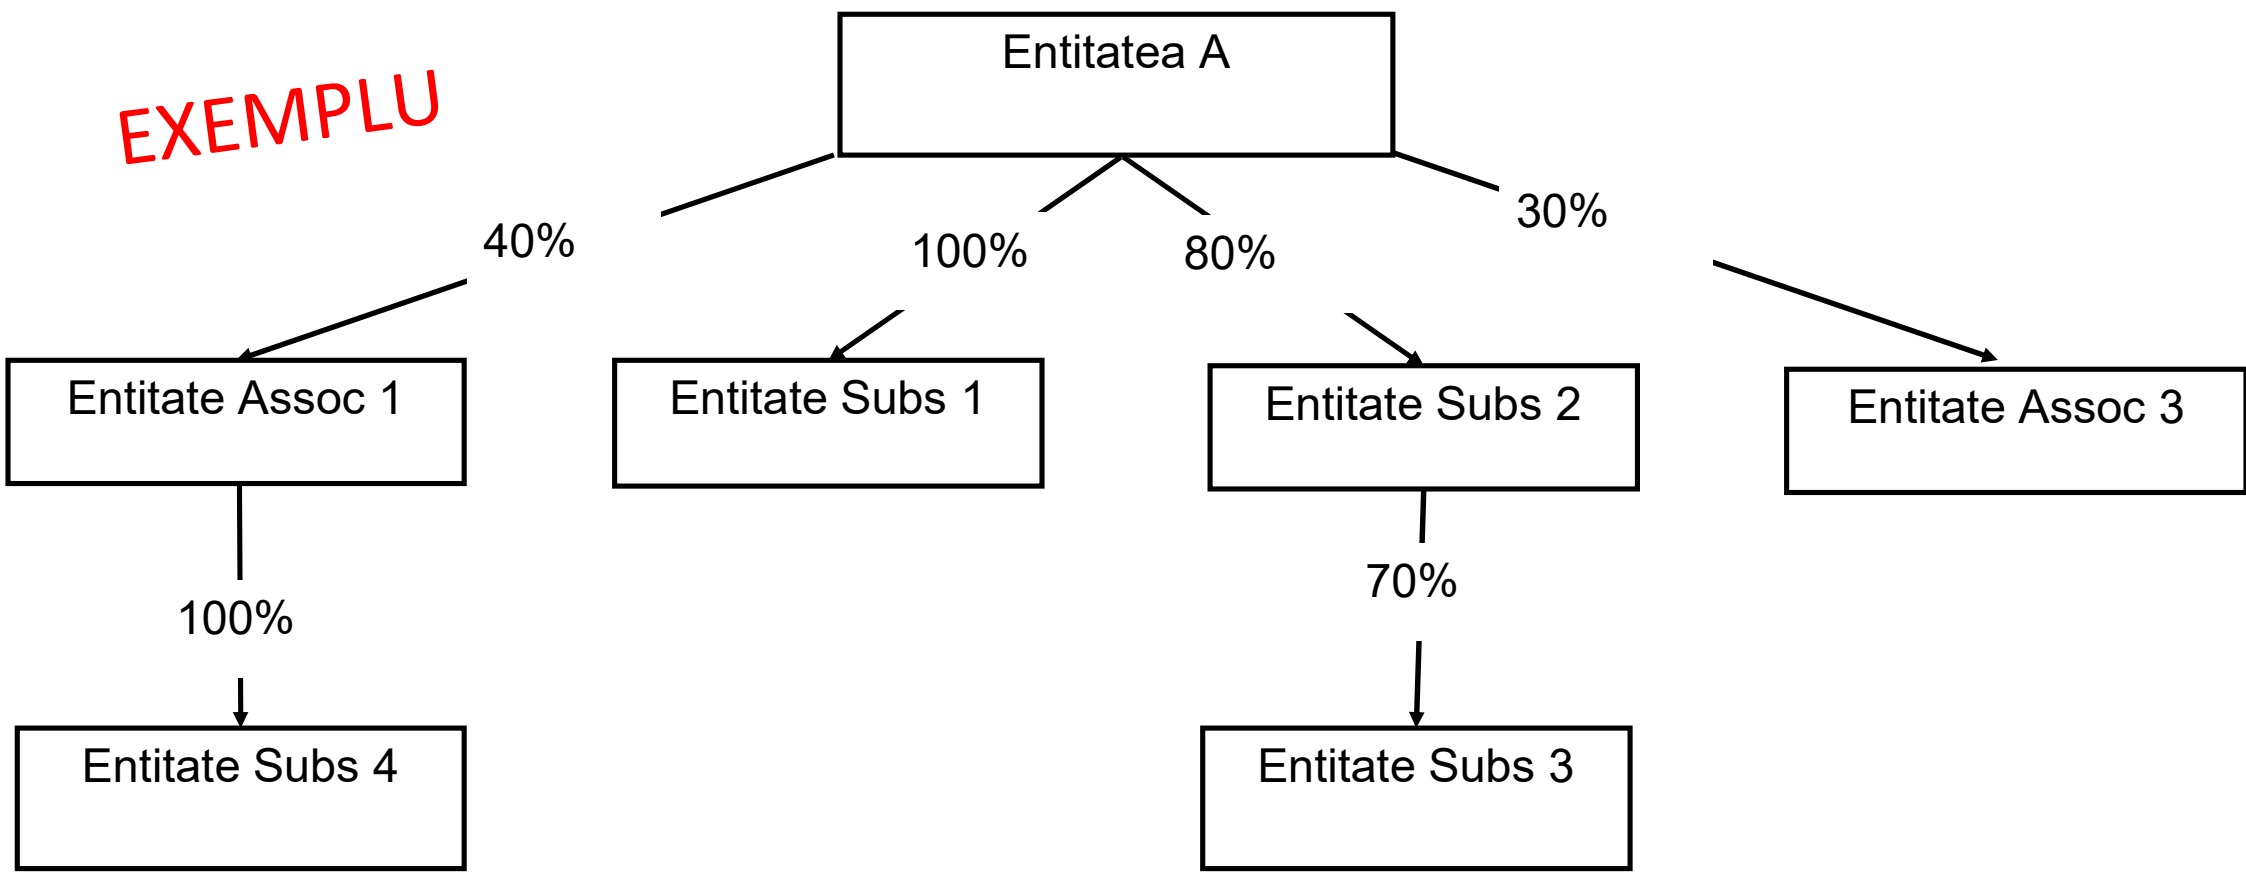 Entitatea A
EXEMPLU
40%
100%
80%
30%
Entitate Assoc 1
Entitate Subs 1
Entitate Subs 2
Entitate Assoc 3
100%
70%
Entitate Subs 4
Entitate Subs 3